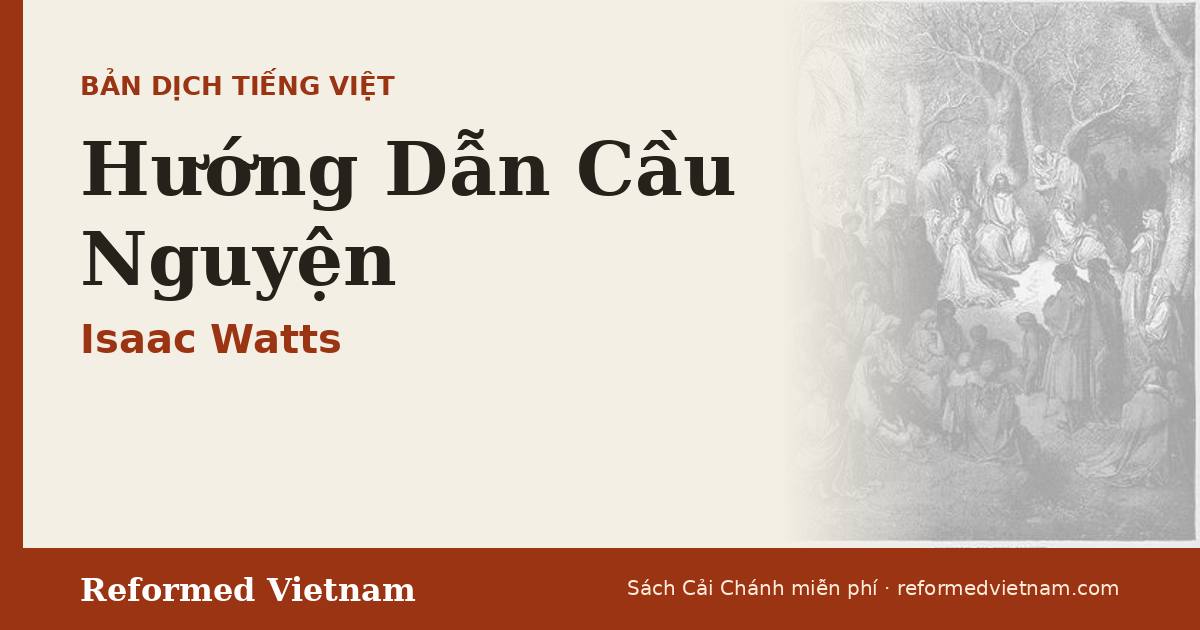 BẢN DỊCH TIẾNG VIỆT
Hướng Dẫn Cầu
Nguyện
Isaac Watts
Reformed Vietnam
Sách Cải Chánh miễn phí · reformedvietnam.com